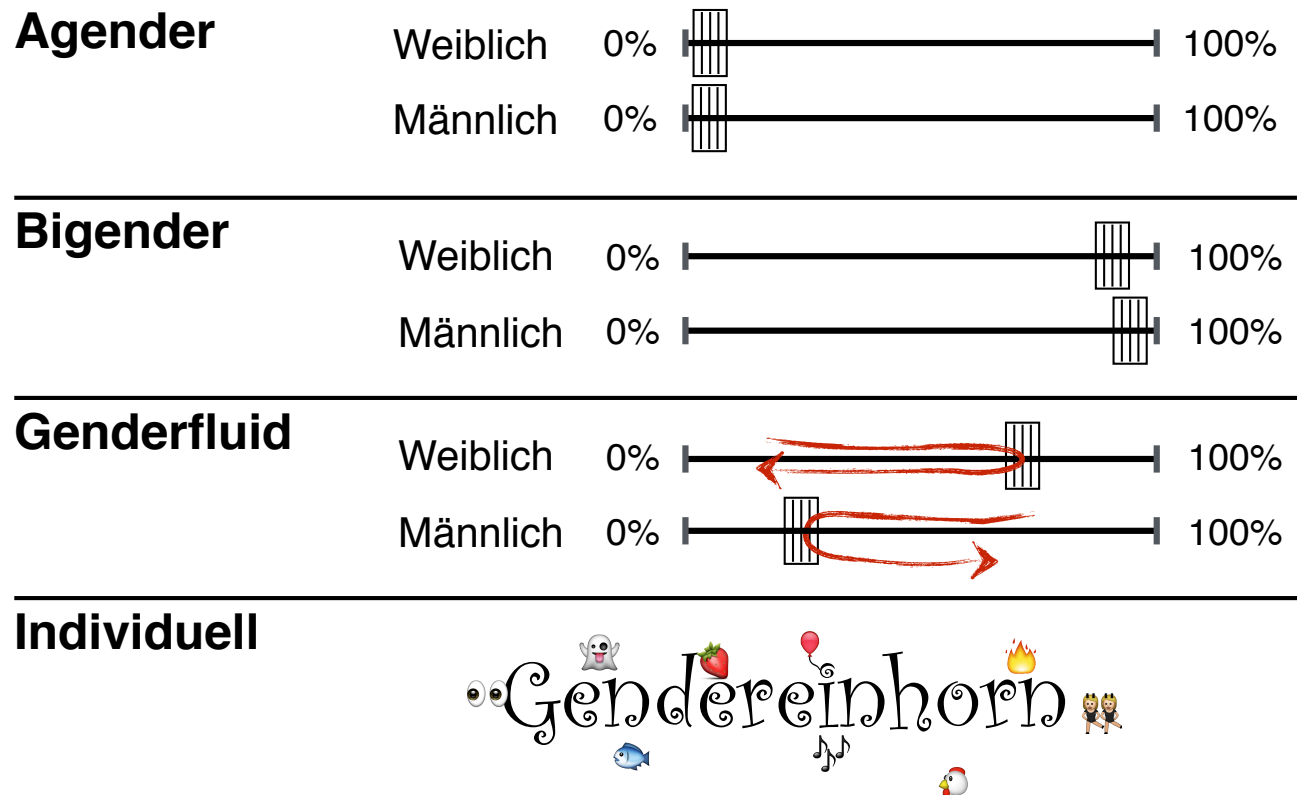 Agender
Weiblich 0% 100%
Männlich 0% 100%
Bigender
Weiblich 0% 100%
Männlich 0% 100%
Genderfluid
Weiblich 0% 100%
Männlich 0% 100%
Individuell
Gendereinhorn